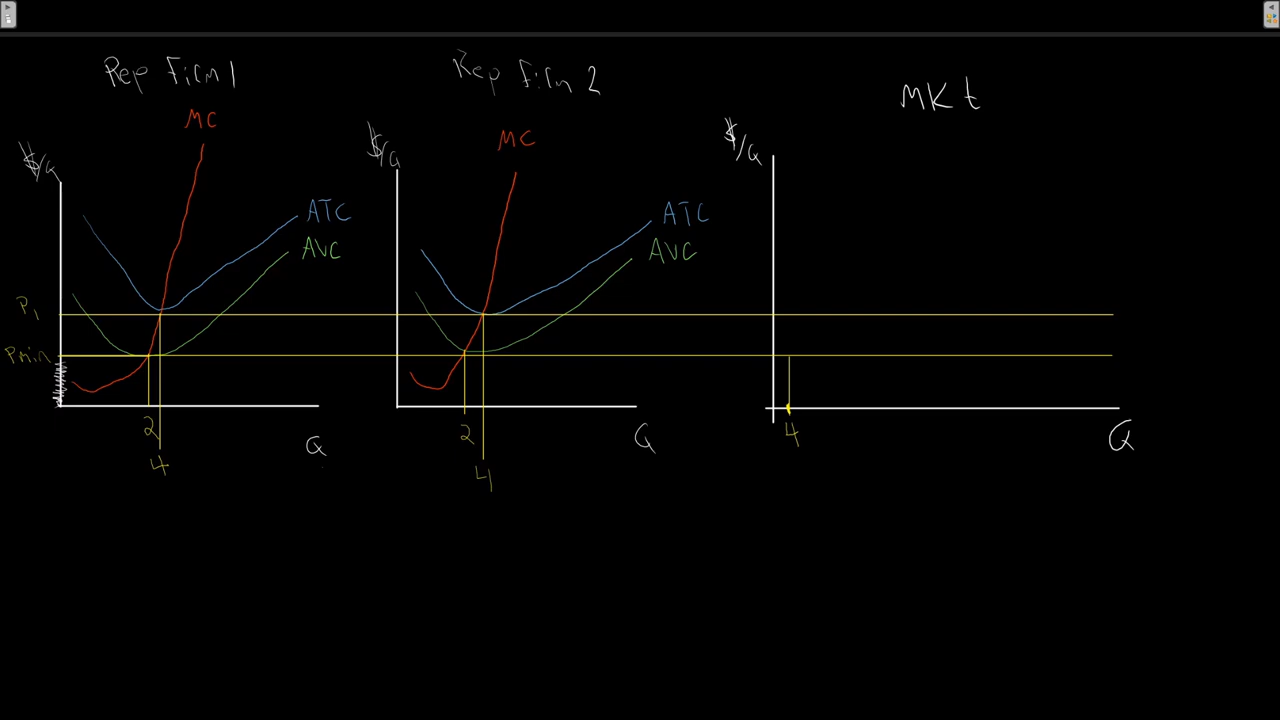 Rep Firm 1
Rep Firm 2
MKt
MC
MC
$/Q
$/Q
$/Q
ATC
AVC
ATC
AVC
P1
Pmin
2
4
Q
2
4
Q
4
Q